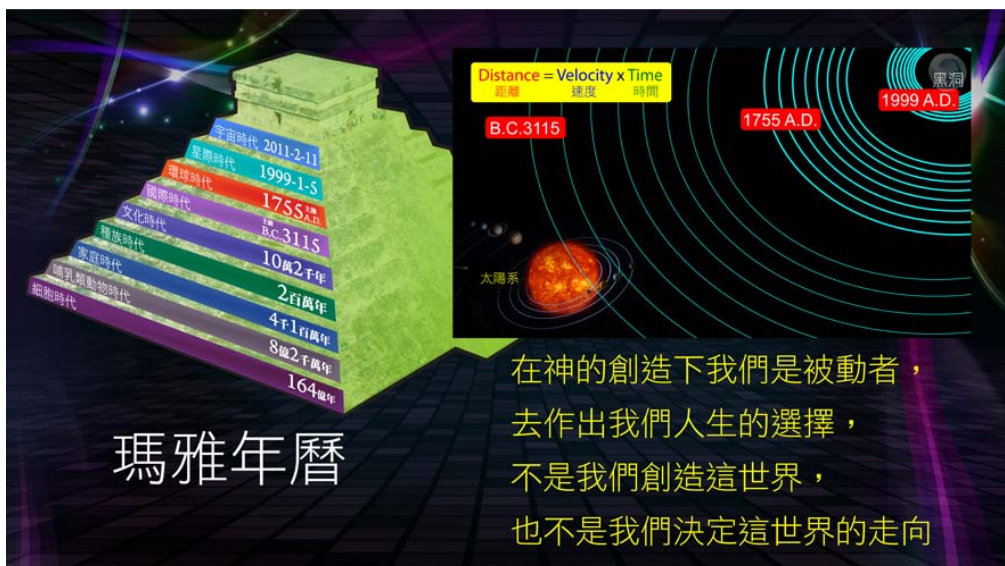 宇宙時代 2011-2-11
星際時代 1999-1-5
環球時代 1755 主曆 A.D.
國際時代 主曆 B.C.3115
文化時代 10萬2千年
種族時代 2百萬年
家庭時代 4千1百萬年
哺乳類動物時代 8億2千萬年
細胞時代 164億年
瑪雅年曆
Distance = Velocity x Time
距離 速度 時間
黑洞
1999 A.D.
1755 A.D.
B.C.3115
太陽系
在神的創造下我們是被動者，
去作出我們人生的選擇，
不是我們創造這世界，
也不是我們決定這世界的走向